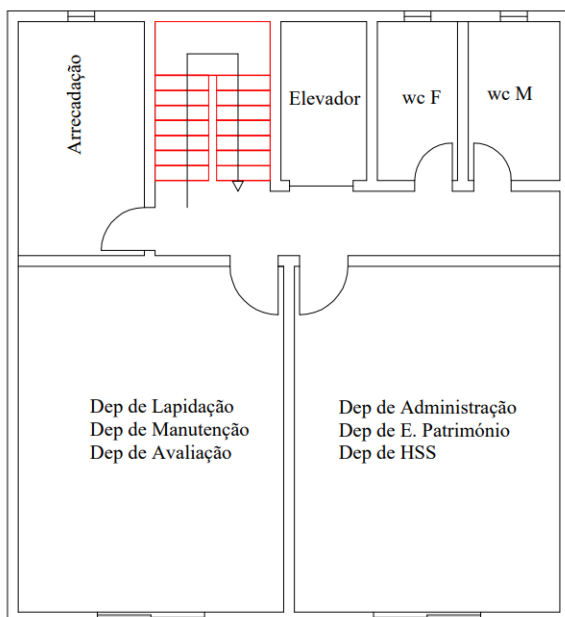 Arrecadação
Elevador
wc F
wc M
Dep de Lapidação
Dep de Manutenção
Dep de Avaliação
Dep de Administração
Dep de E. Património
Dep de HSS